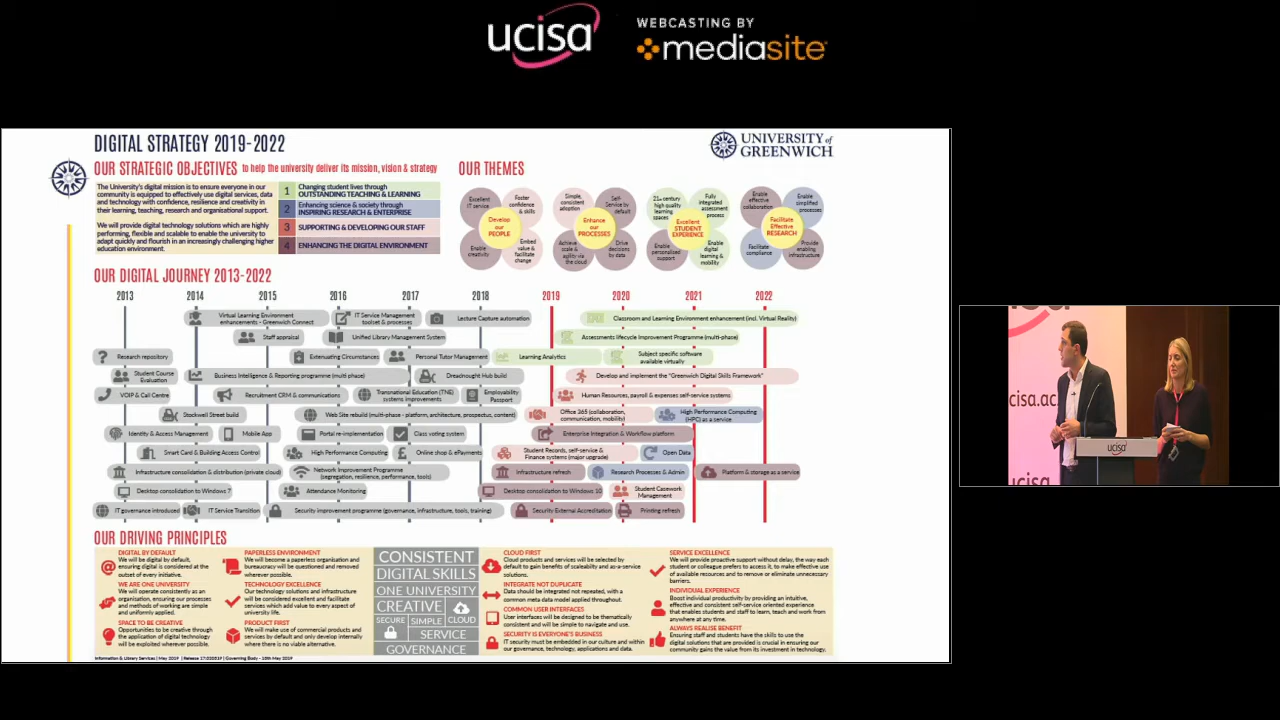 ucisa
WEBCASTING BY
mediasite
DIGITAL STRATEGY 2019-2022
UNIVERSITY of
GREENWICH
OUR STRATEGIC OBJECTIVES to help the university deliver its mission, vision & strategy
The University's digital mission is to ensure everyone in our
community is equipped to effectively use digital services, data
and technology with confidence, resilience and creativity in
their learning, teaching, research and organisational support.
We will provide digital technology solutions which are highly
performing, flexible and scalable to enable the university to
adapt quickly and flourish in an increasingly challenging higher
education environment.
1 Changing student lives through
OUTSTANDING TEACHING & LEARNING
2 Enhancing science & society through
INSPIRING RESEARCH & ENTERPRISE
3 SUPPORTING & DEVELOPING OUR STAFF
4 ENHANCING THE DIGITAL ENVIRONMENT
OUR THEMES
Excellent
IT service
Foster
confidence
& skills
Develop
our
PEOPLE
Enable
creativity
Embed
value &
facilitate
change
Simple,
consistent
adoption
Self-
Service by
default
Enhance
our
PROCESSES
Achieve
scale &
agility via
the cloud
Drive
decisions
by data
21st century
high quality
learning
spaces
Fully
integrated
assessment
process
Excellent
STUDENT
EXPERIENCE
Enable
personalised
support
Enable
digital
learning &
mobility
Enable
effective
collaboration
Enable
simplified
processes
Facilitate
Effective
RESEARCH
Facilitate
compliance
Provide
enabling
infrastructure
OUR DIGITAL JOURNEY 2013-2022
2013 2014 2015 2016 2017 2018 2019 2020 2021 2022
Virtual Learning Environment
enhancements - Greenwich Connect
IT Service Management
toolset & processes
Lecture Capture automation
Classroom and Learning Environment enhancement (incl. Virtual Reality)
Staff appraisal
Unified Library Management System
Assessments lifecycle Improvement Programme (multi-phase)
Research repository
Extenuating Circumstances
Personal Tutor Management
Learning Analytics
Subject specific software
available virtually
Student Course
Evaluation
Business Intelligence & Reporting programme (multi phase)
Dreadnought Hub build
Develop and implement the "Greenwich Digital Skills Framework"
VOIP & Call Centre
Recruitment CRM & communications
Transnational Education (TNE)
systems improvements
Employability
Passport
Human Resources, payroll & expenses self-service systems
Stockwell Street build
Web Site rebuild (multi-phase - platform, architecture, prospectus, content)
Office 365 (collaboration,
communication, mobility)
High Performance Computing
(HPC) as a service
Identity & Access Management
Mobile App
Portal re-implementation
Class voting system
Enterprise Integration & Workflow platform
Smart Card & Building Access Control
High Performance Computing
Online shop & ePayments
Student Records, self-service &
Finance systems (major upgrade)
Open Data
Infrastructure consolidation & distribution (private cloud)
Network Improvement Programme
(segregation, resilience, performance, tools)
Infrastructure refresh
Research Processes & Admin
Platform & storage as a service
Desktop consolidation to Windows 7
Attendance Monitoring
Desktop consolidation to Windows 10
Student Casework
Management
IT governance introduced
IT Service Transition
Security improvement programme (governance, infrastructure, tools, training)
Security External Accreditation
Printing refresh
OUR DRIVING PRINCIPLES
DIGITAL BY DEFAULT
We will be digital by default,
ensuring digital is considered at the
outset of every initiative.
WE ARE ONE UNIVERSITY
We will operate consistently as an
organisation, ensuring our processes
and methods of working are simple
and uniformly applied.
SPACE TO BE CREATIVE
Opportunities to be creative through
the application of digital technology
will be exploited wherever possible.
PAPERLESS ENVIRONMENT
We will become a paperless organisation and
bureaucracy will be questioned and removed
wherever possible.
TECHNOLOGY EXCELLENCE
Our technology solutions and infrastructure
will be considered excellent and facilitate
services which add value to every aspect of
university life.
PRODUCT FIRST
We will make use of commercial products and
services by default and only develop internally
where there is no viable alternative.
CONSISTENT
DIGITAL SKILLS
ONE UNIVERSITY
CREATIVE
SECURE SIMPLE CLOUD
SERVICE
GOVERNANCE
CLOUD FIRST
Cloud products and services will be selected by
default to gain benefits of scalability and as-a-service
solutions.
INTEGRATE NOT DUPLICATE
Data should be integrated not repeated, with a
common meta data model applied throughout.
COMMON USER INTERFACES
User interfaces will be designed to be thematically
consistent and will be simple to navigate and use.
SECURITY IS EVERYONE'S BUSINESS
IT security must be embedded in our culture and within
our governance, technology, applications and data.
SERVICE EXCELLENCE
We will provide proactive support without delay, the way each
student or colleague prefers to access it, to make effective use
of available resources and to remove or eliminate unnecessary
barriers.
INDIVIDUAL EXPERIENCE
Boost individual productivity by providing an intuitive,
effective and consistent self-service oriented experience
that enables students and staff to learn, teach and work from
anywhere at any time.
ALWAYS REALISE BENEFIT
Ensuring staff and students have the skills to use the
digital solutions that are provided is crucial in ensuring our
community gains the value from its investment in technology.
Information & Library Services | May 2019 | Release 17052019 | Governing Body - 18th May 2019
cisa.ac
ucisa
cisa